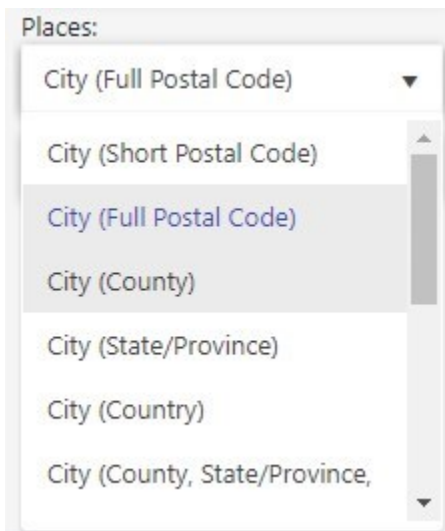 Places:
City (Full Postal Code)
City (Short Postal Code)
City (Full Postal Code)
City (County)
City (State/Province)
City (Country)
City (County, State/Province,